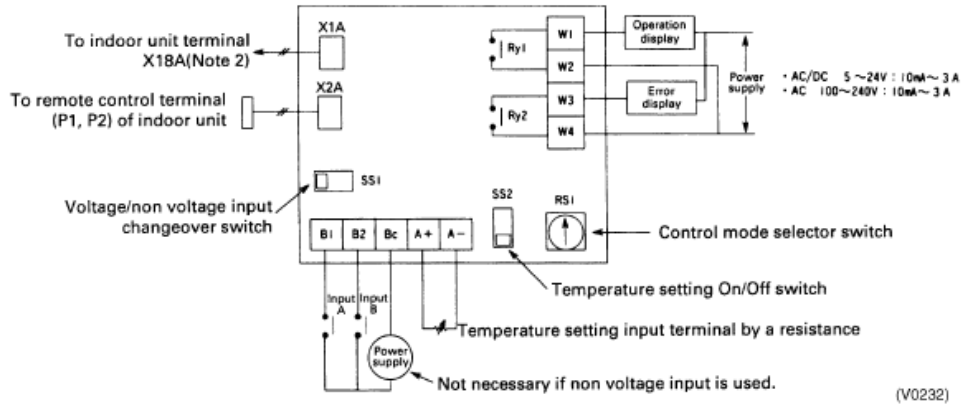 X1A
To indoor unit terminal
X18A(Note 2)
X2A
To remote control terminal
(P1, P2) of indoor unit
Ry1
Ry2
W1
W2
W3
W4
Operation
display
Error
display
Power
supply
・AC/DC 5～24V：10mA～3A
・AC 100～240V：10mA～3A
SS1
Voltage/non voltage input
changeover switch
B1 B2 Bc A+ A-
SS2
RS1
Control mode selector switch
Temperature setting On/Off switch
Input
A
Input
B
Temperature setting input terminal by a resistance
Power
supply
Not necessary if non voltage input is used.
(V0232)